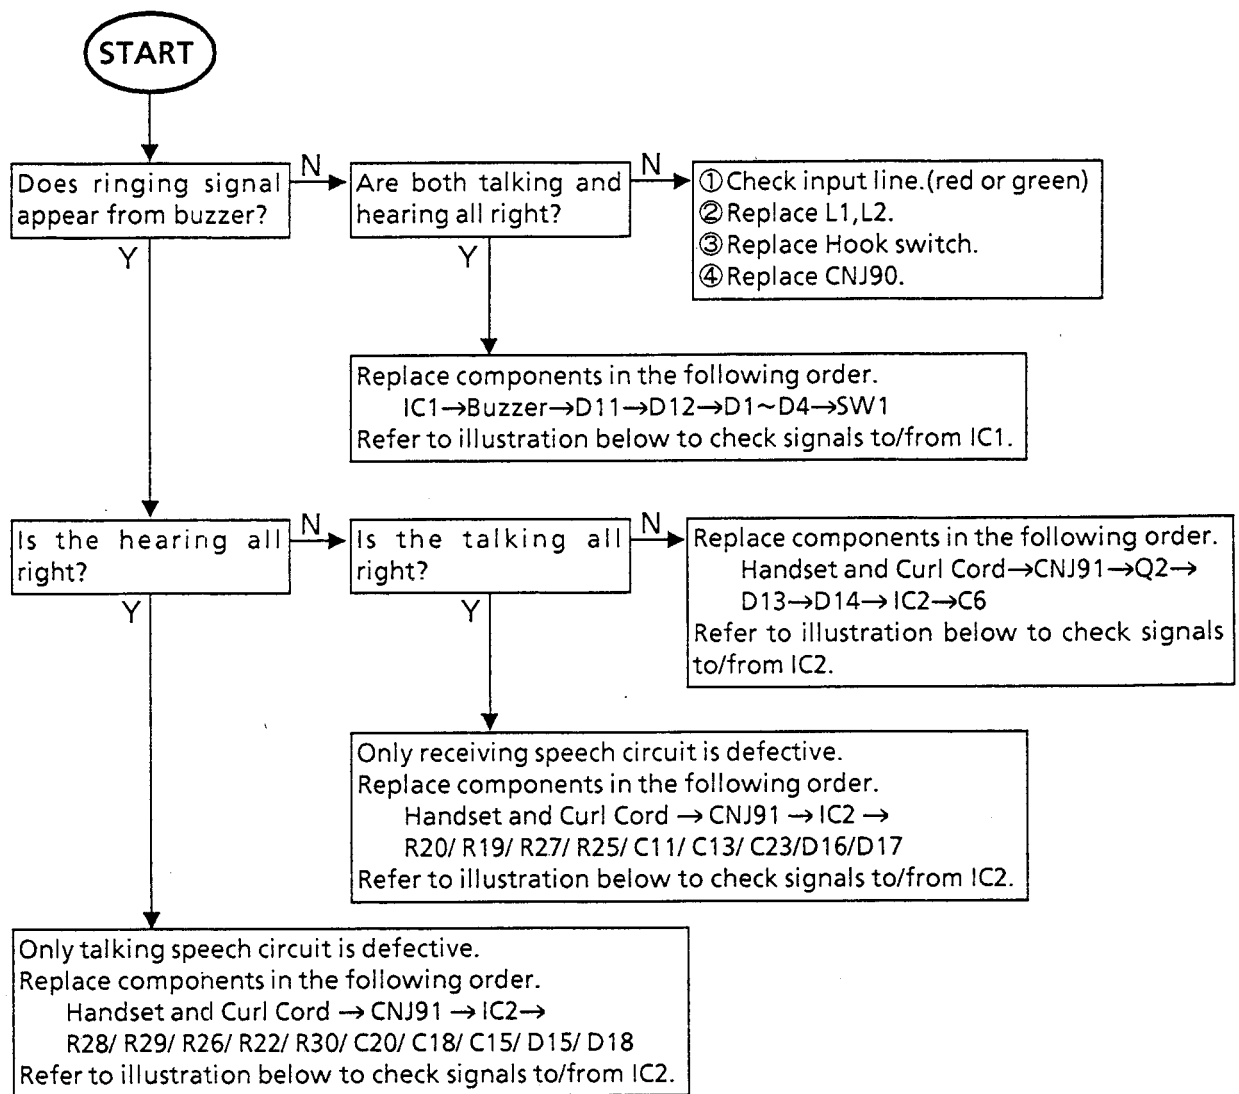 START
Does ringing signal
appear from buzzer?
N
Are both talking and
hearing all right?
N
①Check input line.(red or green)
②Replace L1,L2.
③Replace Hook switch.
④Replace CNJ90.
Y
Y
Replace components in the following order.
IC1→Buzzer→D11→D12→D1~D4→SW1
Refer to illustration below to check signals to/from IC1.
Is the hearing all
right?
N
Is the talking all
right?
N
Replace components in the following order.
Handset and Curl Cord→CNJ91→Q2→
D13→D14→IC2→C6
Refer to illustration below to check signals
to/from IC2.
Y
Y
Only receiving speech circuit is defective.
Replace components in the following order.
Handset and Curl Cord → CNJ91 → IC2 →
R20/ R19/ R27/ R25/ C11/ C13/ C23/D16/D17
Refer to illustration below to check signals to/from IC2.
Only talking speech circuit is defective.
Replace components in the following order.
Handset and Curl Cord → CNJ91 → IC2→
R28/ R29/ R26/ R22/ R30/ C20/ C18/ C15/ D15/ D18
Refer to illustration below to check signals to/from IC2.